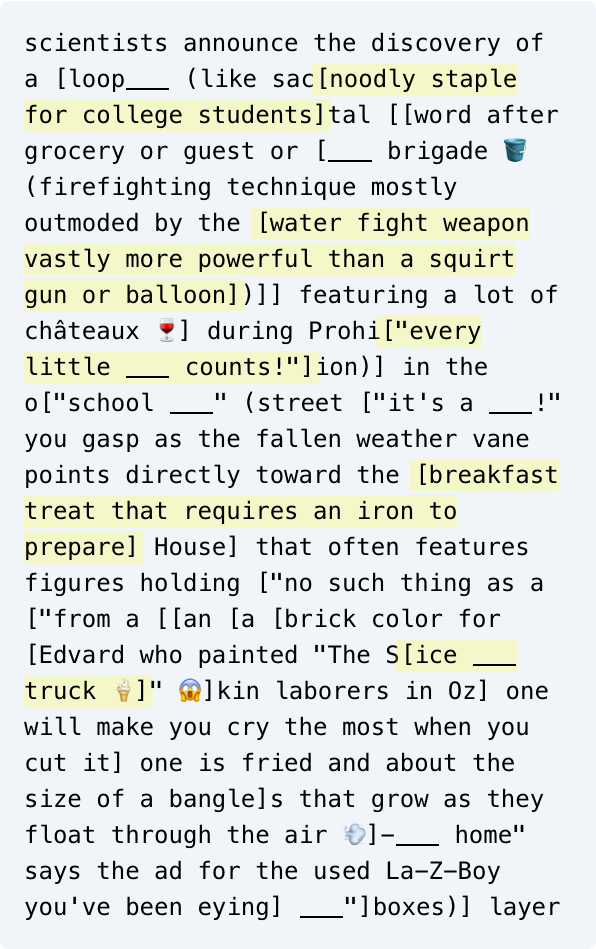 scientists announce the discovery of
a [loop___ (like sac[noodly staple
for college students]tal [[word after
grocery or guest or [___ brigade 🪣
(firefighting technique mostly
outmoded by the [water fight weapon
vastly more powerful than a squirt
gun or balloon])]] featuring a lot of
châteaux 🍷] during Prohi["every
little ___ counts!"]ion)] in the
o["school ___" (street ["it's a ___!"
you gasp as the fallen weather vane
points directly toward the [breakfast
treat that requires an iron to
prepare] House] that often features
figures holding ["no such thing as a
["from a [[an [a [brick color for
[Edvard who painted "The S[ice ___
truck 🍦]" 😱]kin laborers in Oz] one
will make you cry the most when you
cut it] one is fried and about the
size of a bangle]s that grow as they
float through the air 💨]-___ home"
says the ad for the used La-Z-Boy
you've been eying] ___"]boxes)] layer